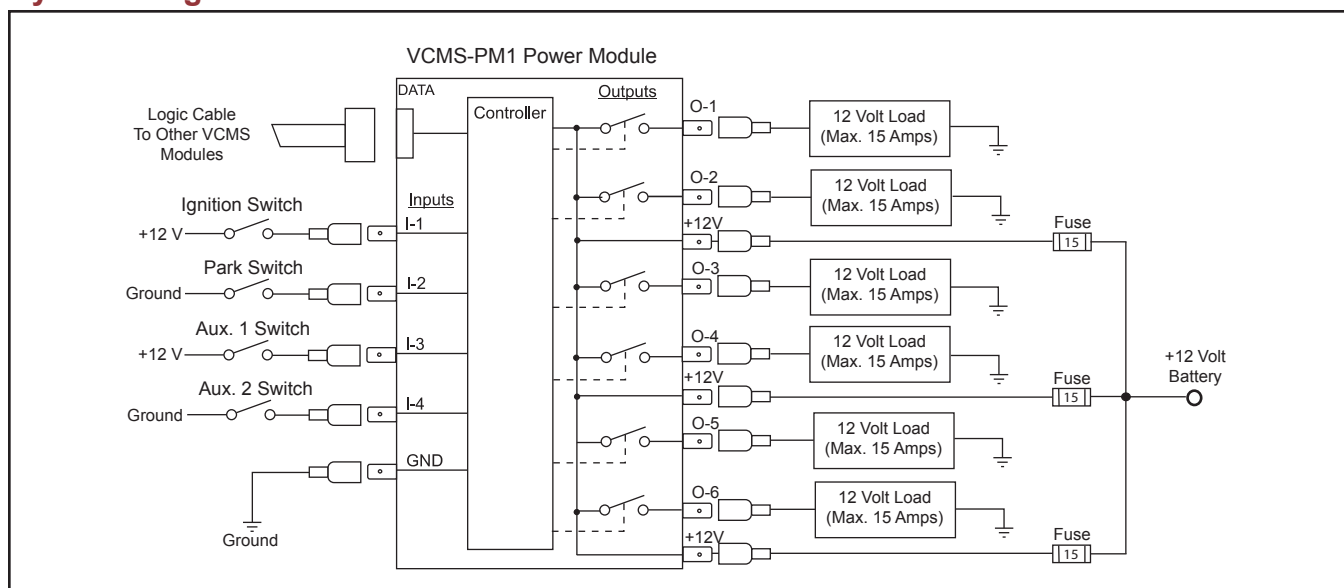 VCMS-PM1 Power Module
DATA
Controller
Outputs
Logic Cable
To Other VCMS
Modules
Inputs
Ignition Switch
+12 V
I-1
Park Switch
Ground
I-2
Aux. 1 Switch
+12 V
I-3
Aux. 2 Switch
Ground
I-4
GND
Ground
O-1
12 Volt Load
(Max. 15 Amps)
O-2
12 Volt Load
(Max. 15 Amps)
+12V
Fuse
15
O-3
12 Volt Load
(Max. 15 Amps)
O-4
12 Volt Load
(Max. 15 Amps)
+12V
Fuse
15
+12 Volt
Battery
O-5
12 Volt Load
(Max. 15 Amps)
O-6
12 Volt Load
(Max. 15 Amps)
+12V
Fuse
15